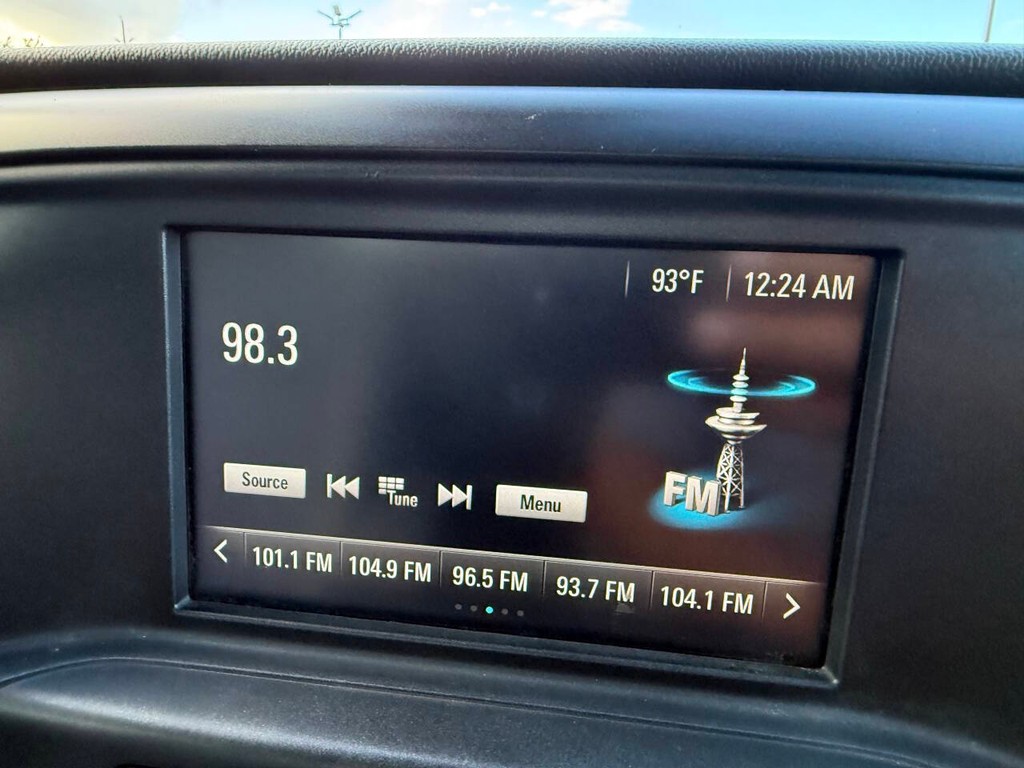 93°F 12:24 AM
98.3
Source Tune Menu
FM
101.1 FM 104.9 FM 96.5 FM 93.7 FM 104.1 FM